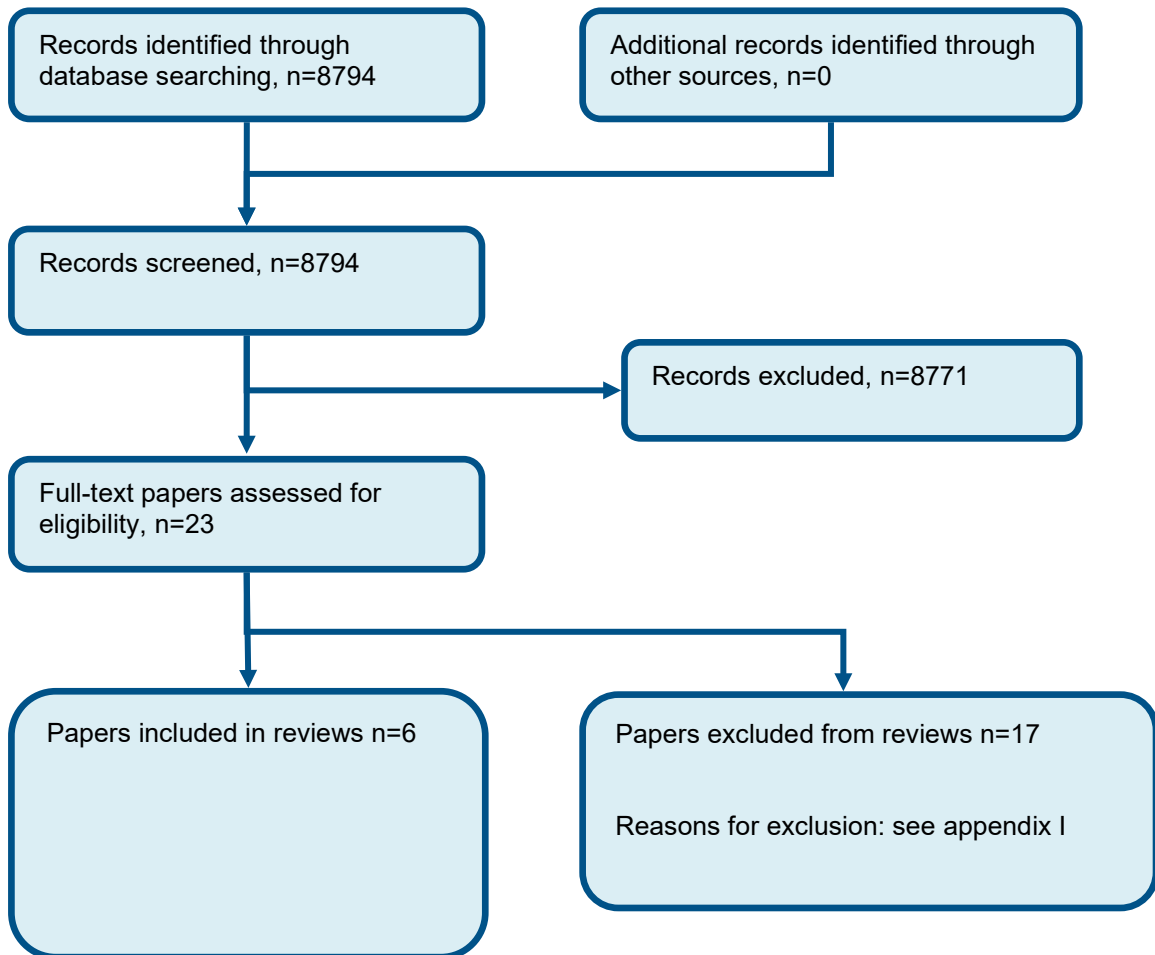 Records identified through
database searching, n=8794
Additional records identified through
other sources, n=0
Records screened, n=8794
Records excluded, n=8771
Full-text papers assessed for
eligibility, n=23
Papers included in reviews n=6
Papers excluded from reviews n=17
Reasons for exclusion: see appendix I